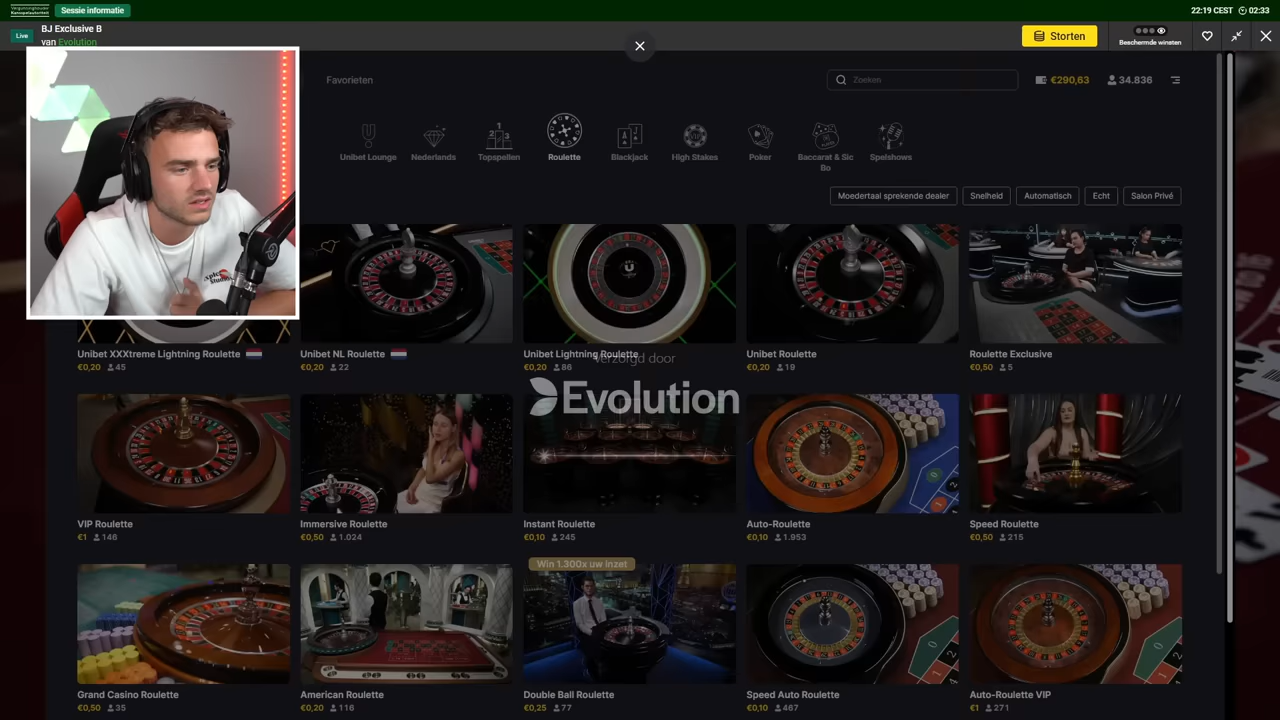 Vergunninghouder
Kansspelautoriteit
Sessie informatie
22:19 CEST 02:33
Live
BJ Exclusive B
van Evolution
Storten
Beschermde winsten
Favorieten
Zoeken
€290,63
34.836
Unibet Lounge
Nederlands
Topspellen
Roulette
Blackjack
High Stakes
Poker
Baccarat & Sic Bo
Spelshows
Moedertaal sprekende dealer
Snelheid
Automatisch
Echt
Salon Privé
Unibet XXXtreme Lightning Roulette
€0,20 45
Unibet NL Roulette
€0,20 22
Unibet Lightning Roulette
€0,20 86
Unibet Roulette
€0,20 19
Roulette Exclusive
€0,50 5
Verzorgd door
Evolution
VIP Roulette
€1 146
Immersive Roulette
€0,50 1.024
Instant Roulette
€0,10 245
Auto-Roulette
€0,10 1.953
Speed Roulette
€0,50 215
Win 1.300x uw inzet
Grand Casino Roulette
€0,50 35
American Roulette
€0,20 116
Double Ball Roulette
€0,25 77
Speed Auto Roulette
€0,10 467
Auto-Roulette VIP
€1 271